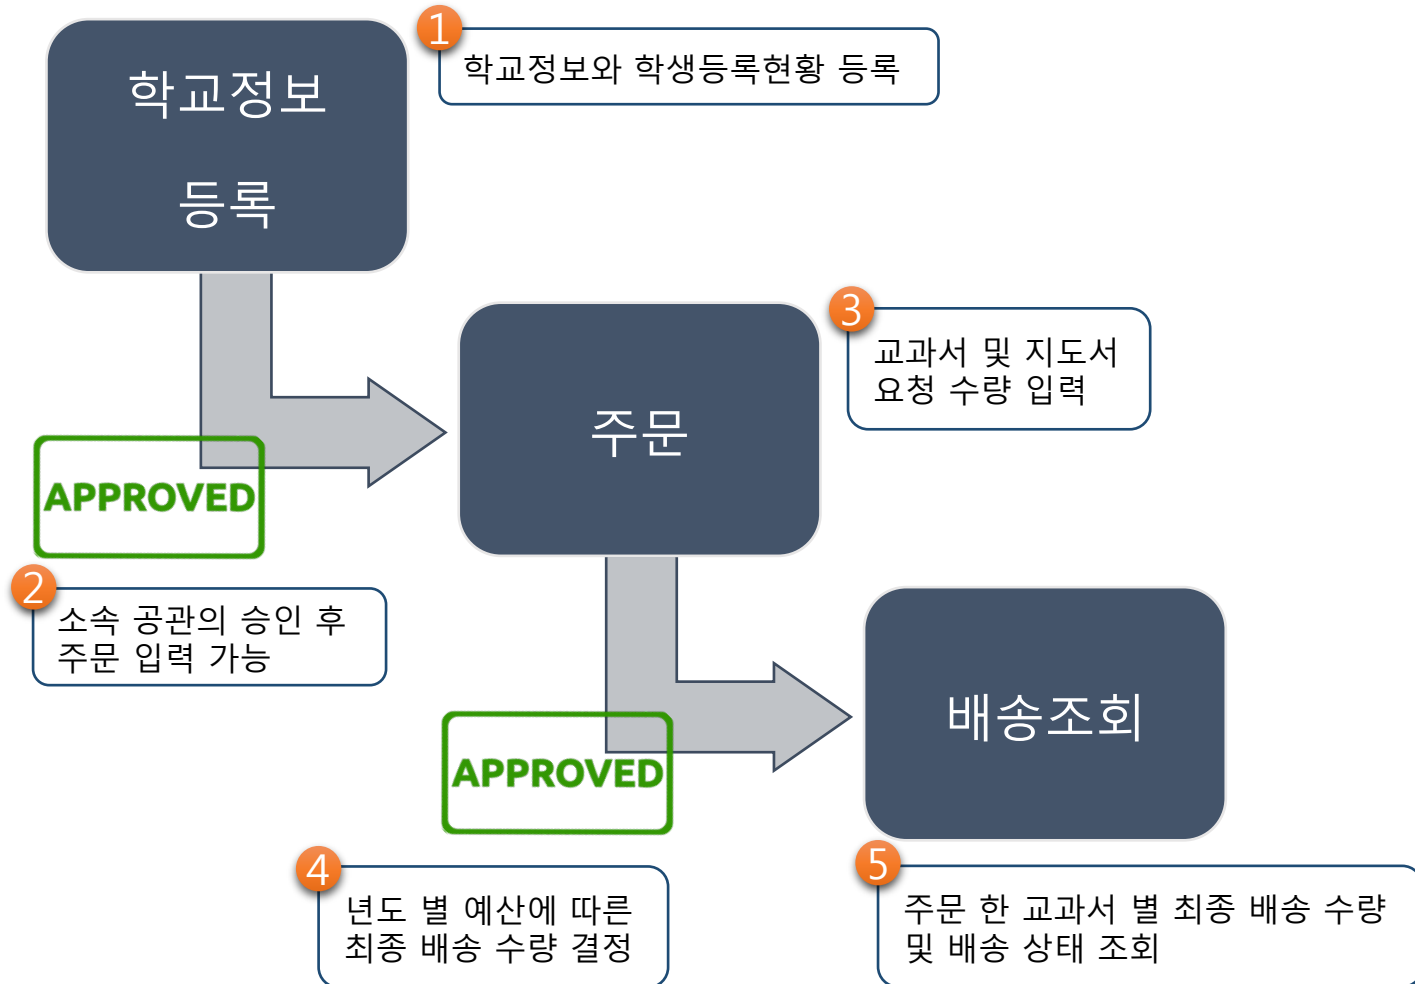 학교정보
등록
1
학교정보와 학생등록현황 등록
APPROVED
2
소속 공관의 승인 후
주문 입력 가능
주문
3
교과서 및 지도서
요청 수량 입력
APPROVED
4
년도 별 예산에 따른
최종 배송 수량 결정
배송조회
5
주문 한 교과서 별 최종 배송 수량
및 배송 상태 조회